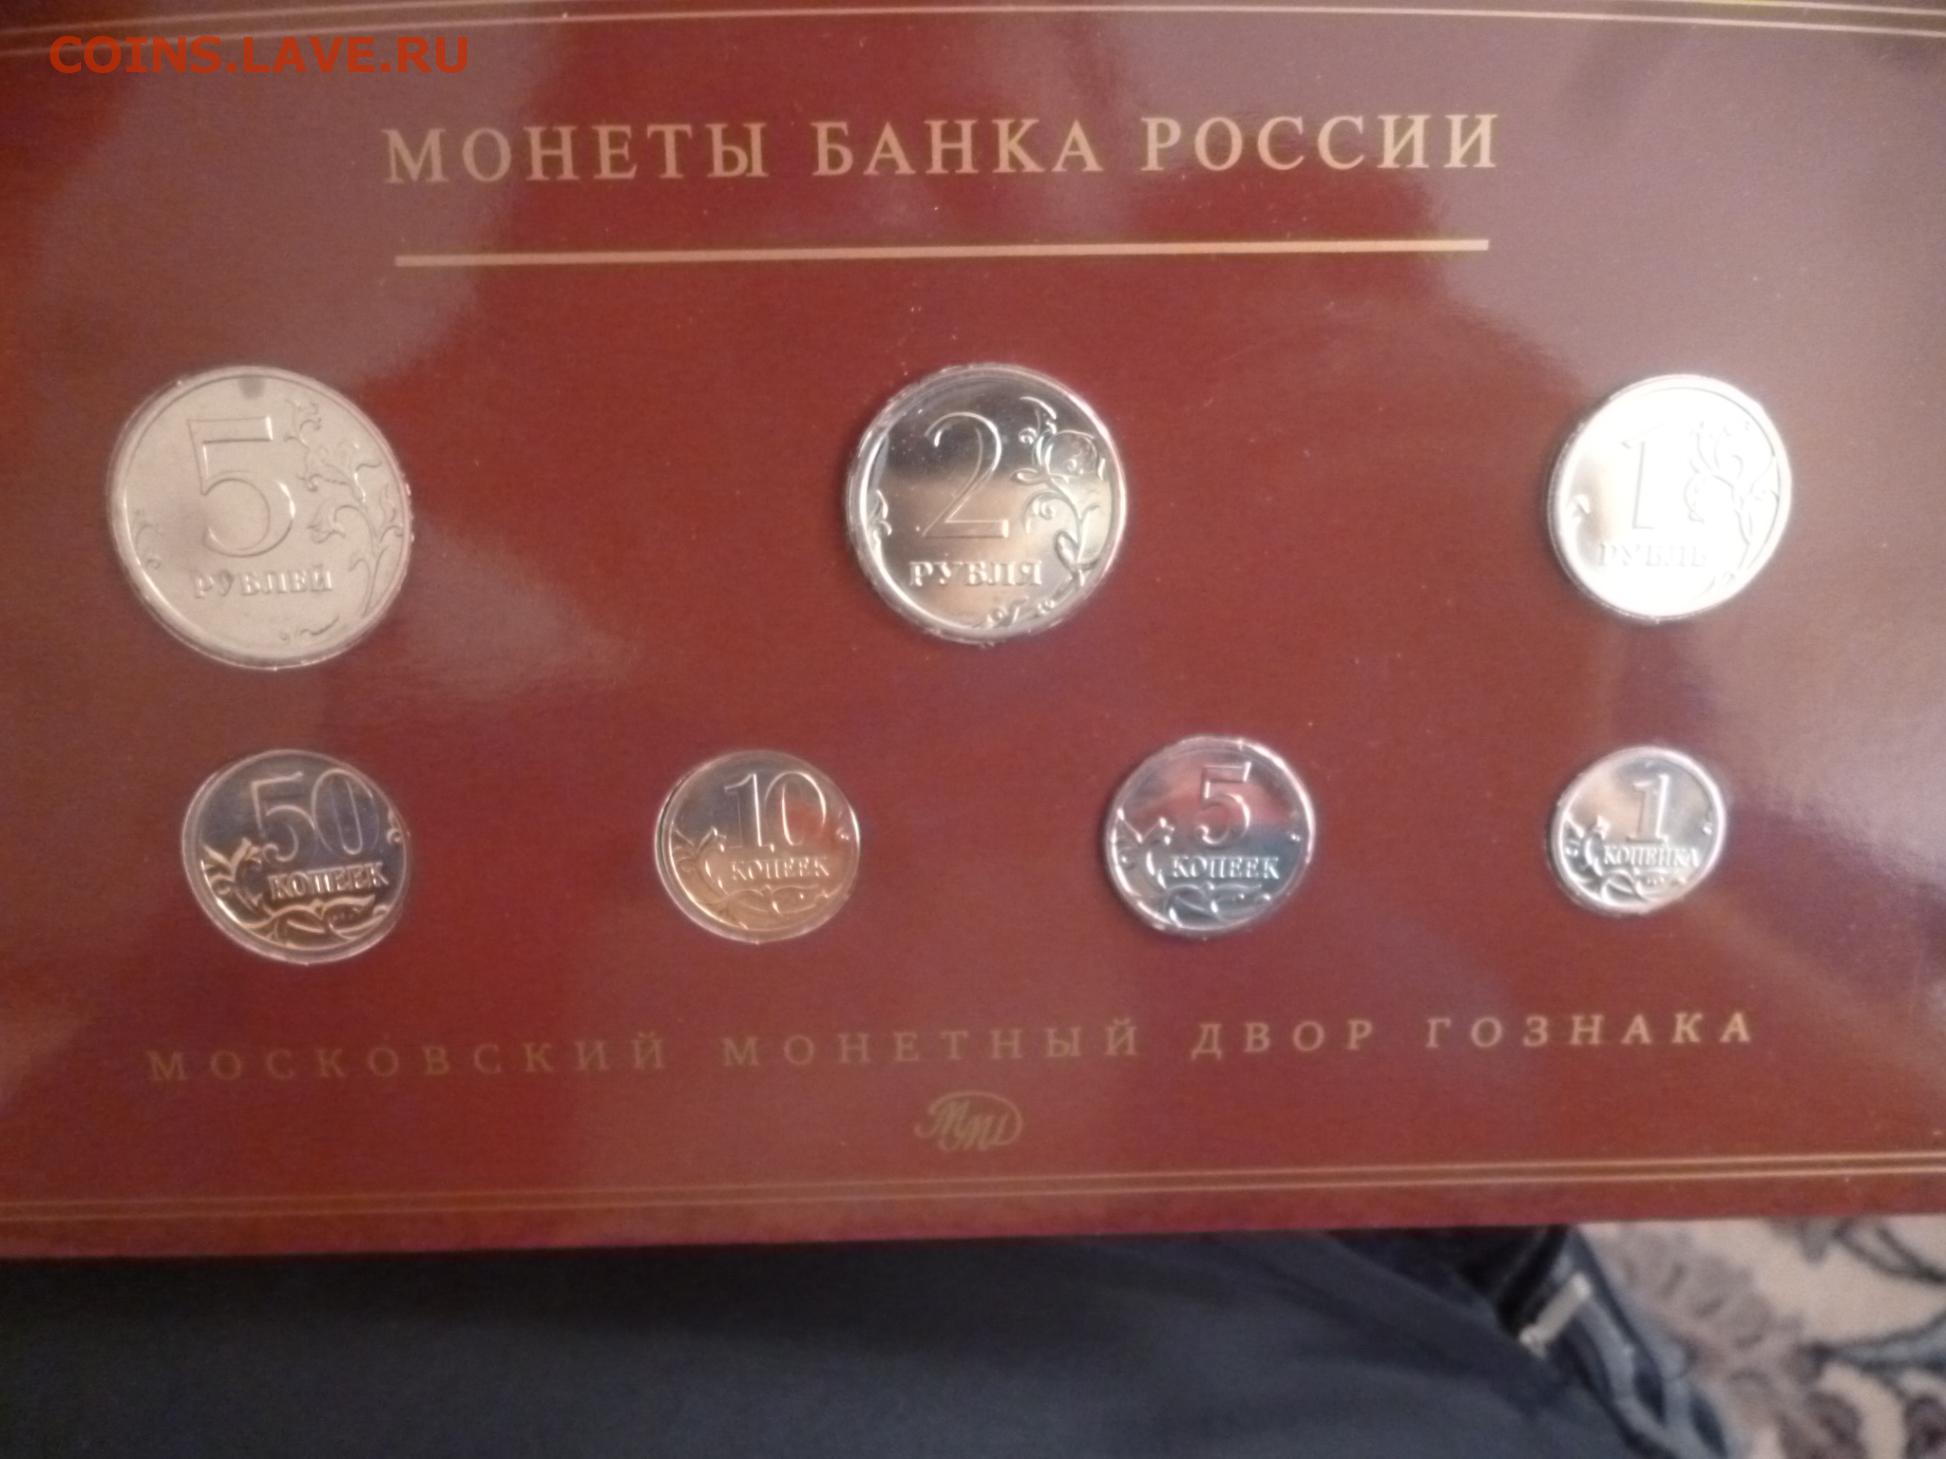 COINS.LAVE.RU
МОНЕТЫ БАНКА РОССИИ
5 РУБЛЕЙ
2 РУБЛЯ
1 РУБЛЬ
50 КОПЕЕК
10 КОПЕЕК
5 КОПЕЕК
1 КОПЕЙКА
МОСКОВСКИЙ МОНЕТНЫЙ ДВОР ГОЗНАКА
ММД